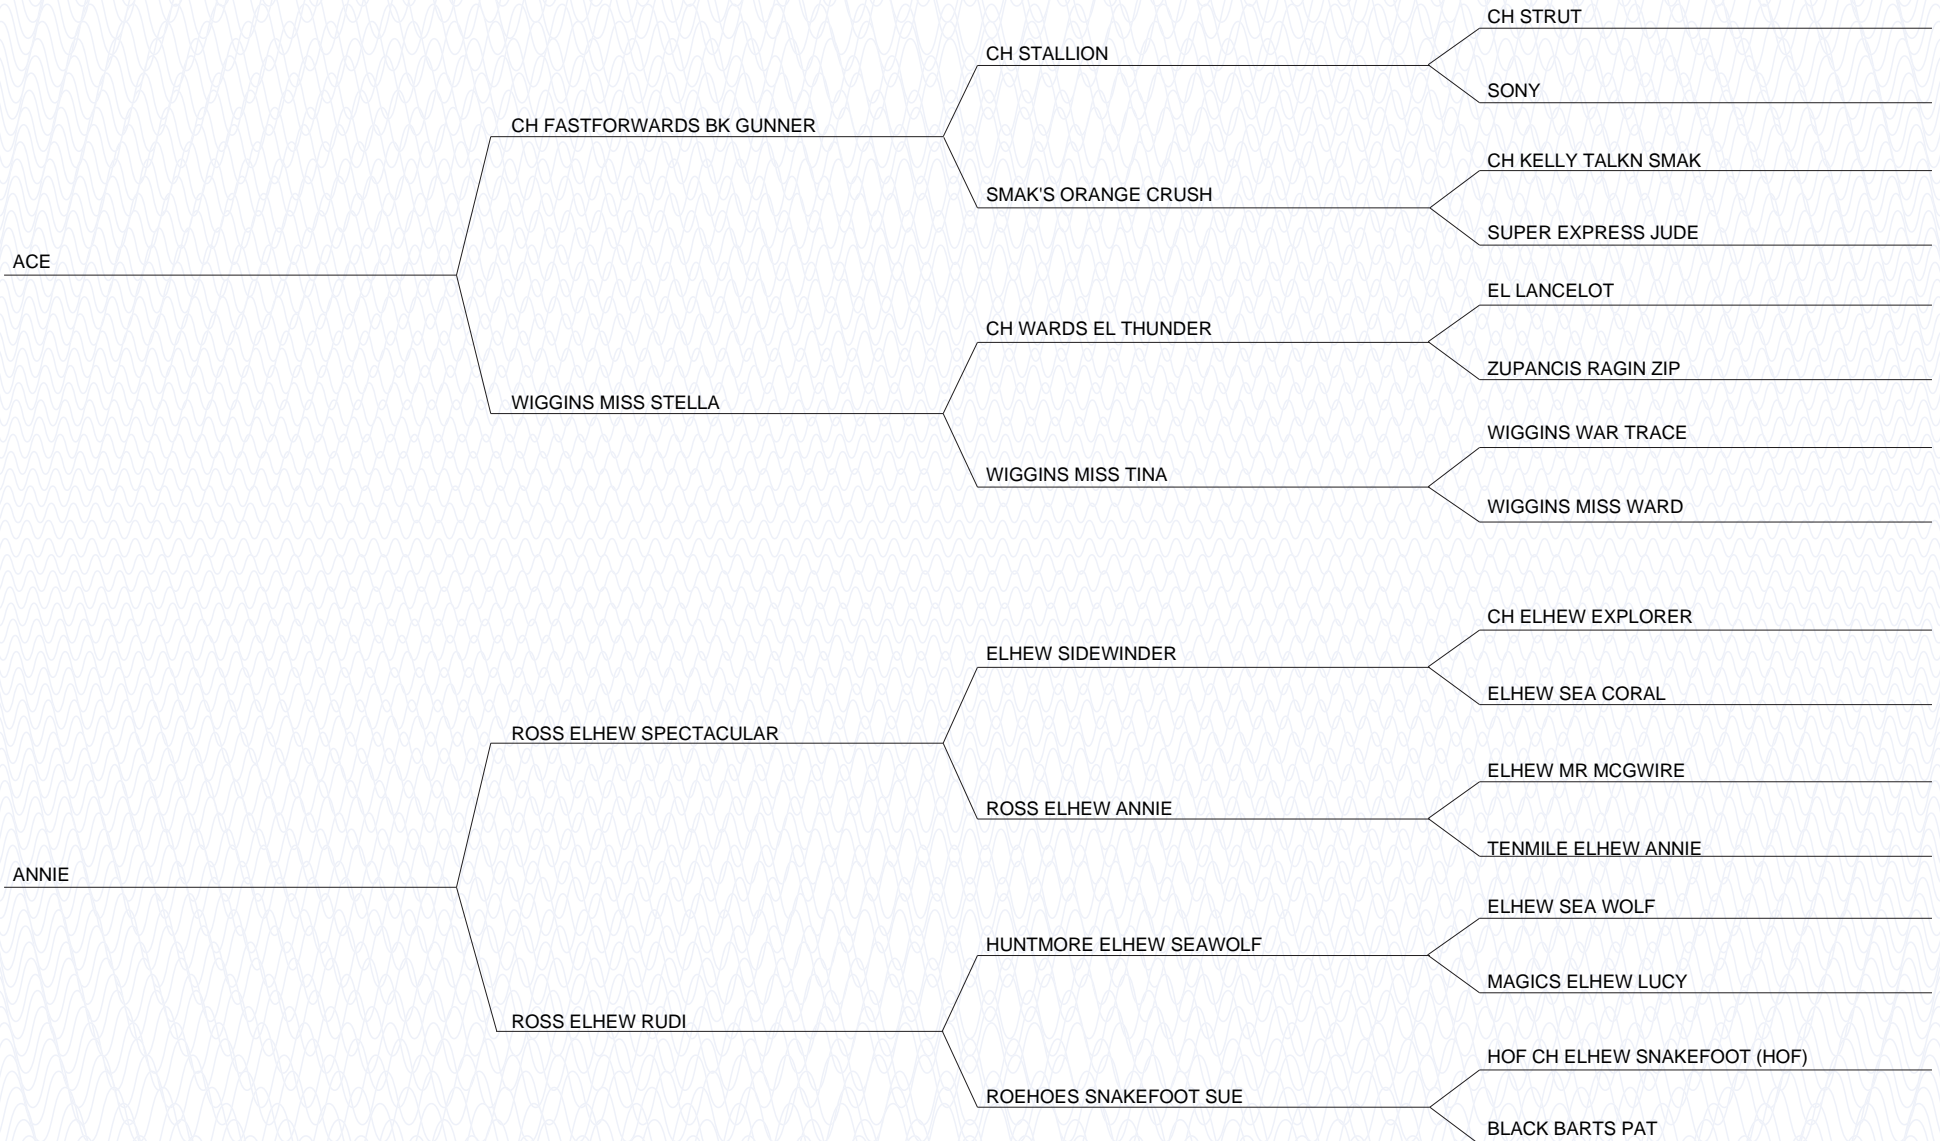 CH STRUT
CH STALLION
SONY
CH FASTFORWARDS BK GUNNER
CH KELLY TALKN SMAK
SMAK'S ORANGE CRUSH
SUPER EXPRESS JUDE
ACE
EL LANCELOT
CH WARDS EL THUNDER
ZUPANCIS RAGIN ZIP
WIGGINS MISS STELLA
WIGGINS WAR TRACE
WIGGINS MISS TINA
WIGGINS MISS WARD
CH ELHEW EXPLORER
ELHEW SIDEWINDER
ELHEW SEA CORAL
ROSS ELHEW SPECTACULAR
ELHEW MR MCGWIRE
ROSS ELHEW ANNIE
TENMILE ELHEW ANNIE
ANNIE
ELHEW SEA WOLF
HUNTMORE ELHEW SEAWOLF
MAGICS ELHEW LUCY
ROSS ELHEW RUDI
HOF CH ELHEW SNAKEFOOT (HOF)
ROEHOES SNAKEFOOT SUE
BLACK BARTS PAT